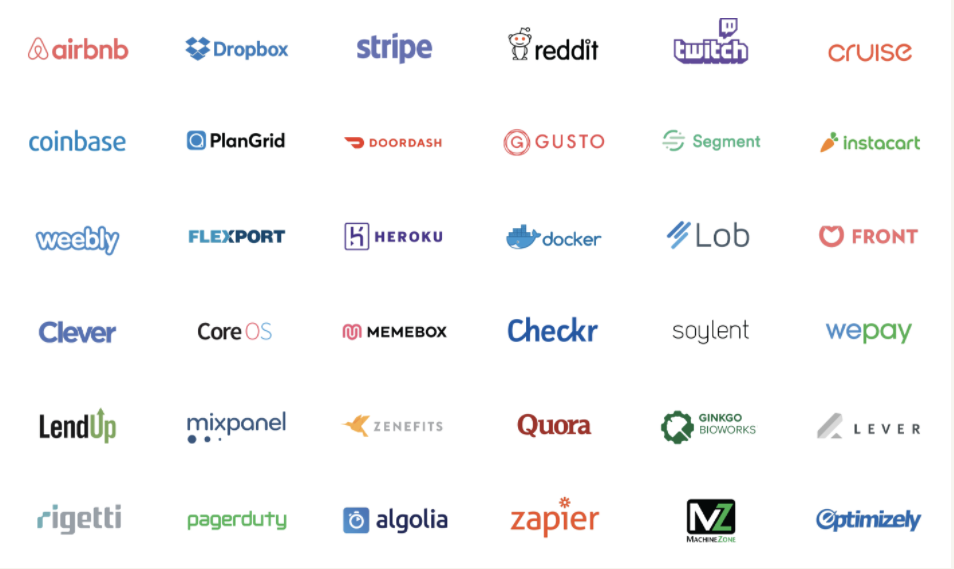 airbnb
Dropbox
stripe
reddit
twitch
cruise
coinbase
PlanGrid
DOORDASH
G GUSTO
Segment
instacart
weebly
FLEXPORT
HEROKU
docker
Lob
FRONT
Clever
CoreOS
MEMEBOX
Checkr
soylent
wepay
LendUp
mixpanel
ZENEFITS
Quora
GINKGO
BIOWORKS
LEVER
rigetti
pagerduty
algolia
zapier
MZ
MACHINEZONE
Optimizely